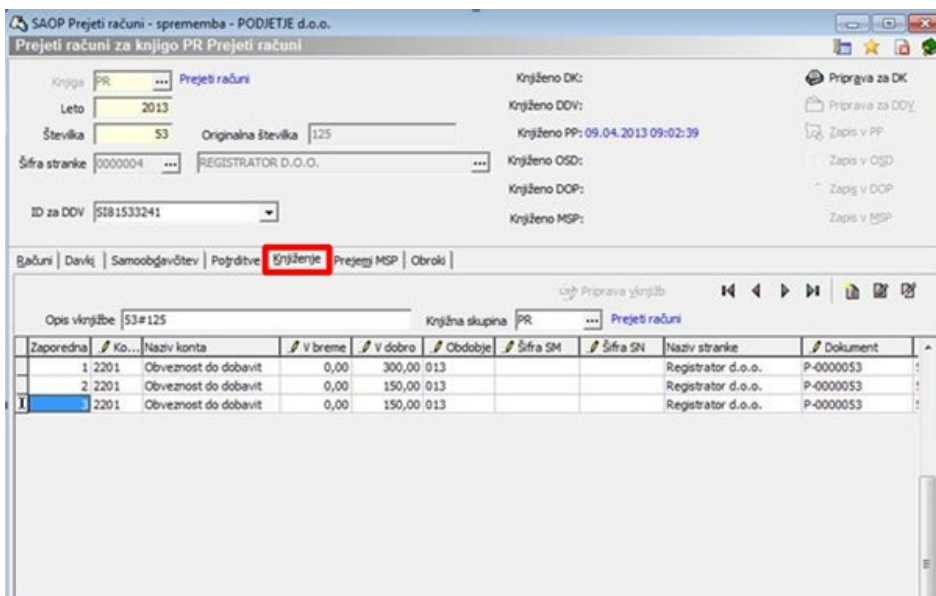 SAOP Prejeti računi - sprememba - PODJETJE d.o.o.
Prejeti računi za knjigo PR Prejeti računi
Knjiga PR ... Prejeti računi
Leto 2013
Številka 53 Originalna številka 125
Šifra stranke 0000004 ... REGISTRATOR D.O.O. ...
ID za DDV SI81533241
Knjiženo DK:
Knjiženo DDV:
Knjiženo PP: 09.04.2013 09:02:39
Knjiženo OSD:
Knjiženo DOP:
Knjiženo MSP:
Priprava za DK
Priprava za DDV
Zapis v PP
Zapis v OSD
Zapis v DOP
Zapis v MSP
Računi Davki Samoobdavčitev Potrditve Knjiženje Prejemi MSP Obroki
Priprava vknjižb
Opis vknjižbe 53#125 Knjižna skupina PR ... Prejeti računi
Zaporedna Ko... Naziv konta V breme V dobro Obdobje Šifra SM Šifra SN Naziv stranke Dokument
1 2201 Obveznost do dobavit 0,00 300,00 013 Registrator d.o.o. P-0000053
2 2201 Obveznost do dobavit 0,00 150,00 013 Registrator d.o.o. P-0000053
3 2201 Obveznost do dobavit 0,00 150,00 013 Registrator d.o.o. P-0000053